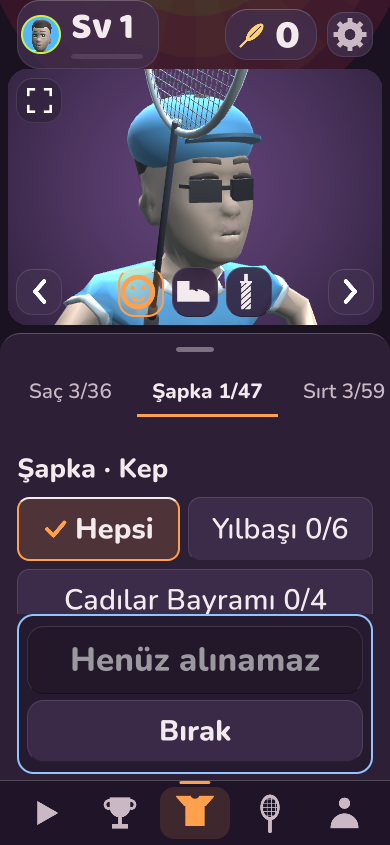 Sv 1
0
Saç 3/36
Şapka 1/47
Sırt 3/59
Şapka · Kep
Hepsi
Yılbaşı 0/6
Cadılar Bayramı 0/4
Henüz alınamaz
Bırak